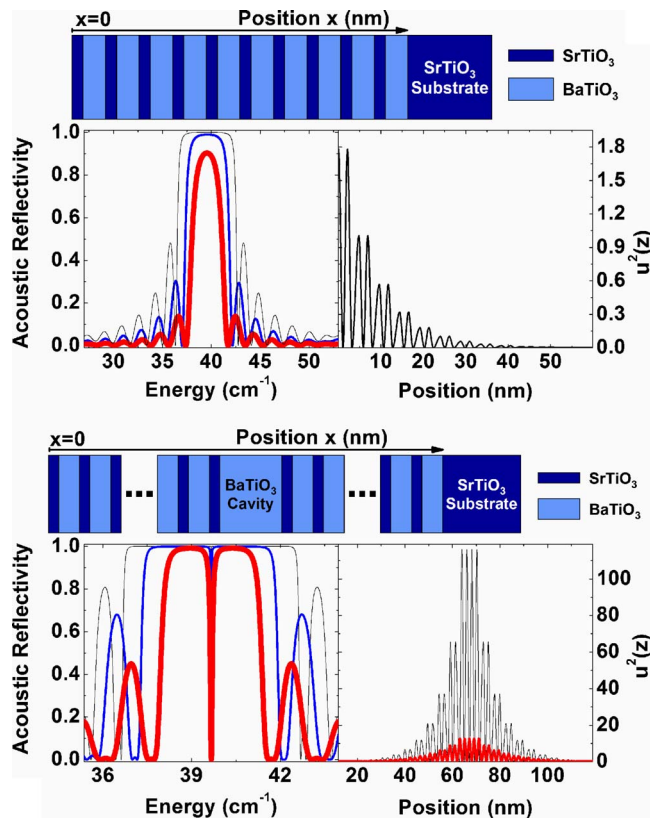 x=0
Position x (nm)
SrTiO₃
Substrate
SrTiO₃
BaTiO₃
1.0
0.8
0.6
0.4
0.2
0.0
Acoustic Reflectivity
30 35 40 45 50
Energy (cm⁻¹)
1.8
1.5
1.2
0.9
0.6
0.3
0.0
u²(z)
10 20 30 40 50
Position (nm)
x=0
Position x (nm)
BaTiO₃
Cavity
SrTiO₃
Substrate
SrTiO₃
BaTiO₃
1.0
0.8
0.6
0.4
0.2
0.0
Acoustic Reflectivity
36 39 42
Energy (cm⁻¹)
100
80
60
40
20
0
u²(z)
20 40 60 80 100
Position (nm)